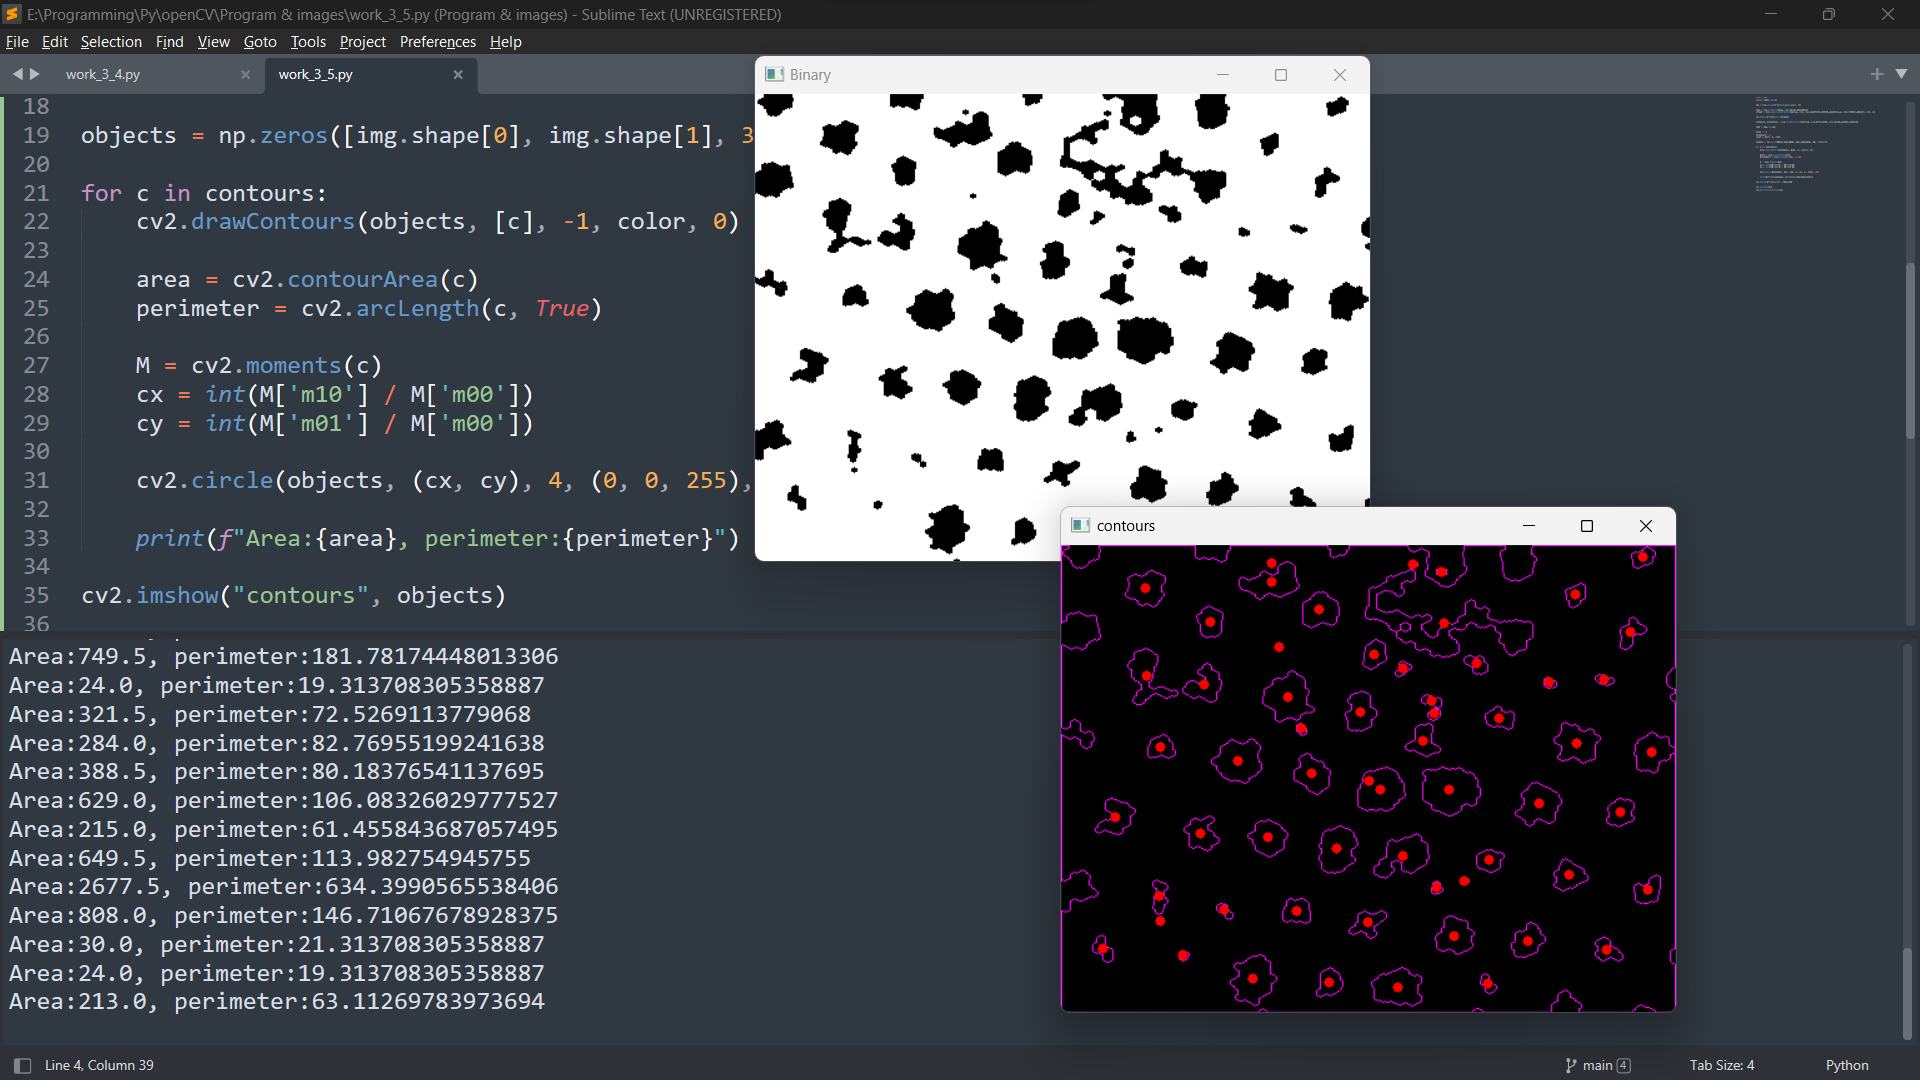 E:\Programming\Py\openCV\Program & images\work_3_5.py (Program & images) - Sublime Text (UNREGISTERED)
File Edit Selection Find View Goto Tools Project Preferences Help
work_3_4.py
work_3_5.py
18
19 objects = np.zeros([img.shape[0], img.shape[1], 3
20
21 for c in contours:
22 cv2.drawContours(objects, [c], -1, color, 0)
23
24 area = cv2.contourArea(c)
25 perimeter = cv2.arcLength(c, True)
26
27 M = cv2.moments(c)
28 cx = int(M['m10'] / M['m00'])
29 cy = int(M['m01'] / M['m00'])
30
31 cv2.circle(objects, (cx, cy), 4, (0, 0, 255),
32
33 print(f"Area:{area}, perimeter:{perimeter}")
34
35 cv2.imshow("contours", objects)
36
Binary
contours
Area:749.5, perimeter:181.78174448013306
Area:24.0, perimeter:19.313708305358887
Area:321.5, perimeter:72.5269113779068
Area:284.0, perimeter:82.76955199241638
Area:388.5, perimeter:80.18376541137695
Area:629.0, perimeter:106.08326029777527
Area:215.0, perimeter:61.455843687057495
Area:649.5, perimeter:113.982754945755
Area:2677.5, perimeter:634.3990565538406
Area:808.0, perimeter:146.71067678928375
Area:30.0, perimeter:21.313708305358887
Area:24.0, perimeter:19.313708305358887
Area:213.0, perimeter:63.11269783973694
Line 4, Column 39
main 4
Tab Size: 4
Python